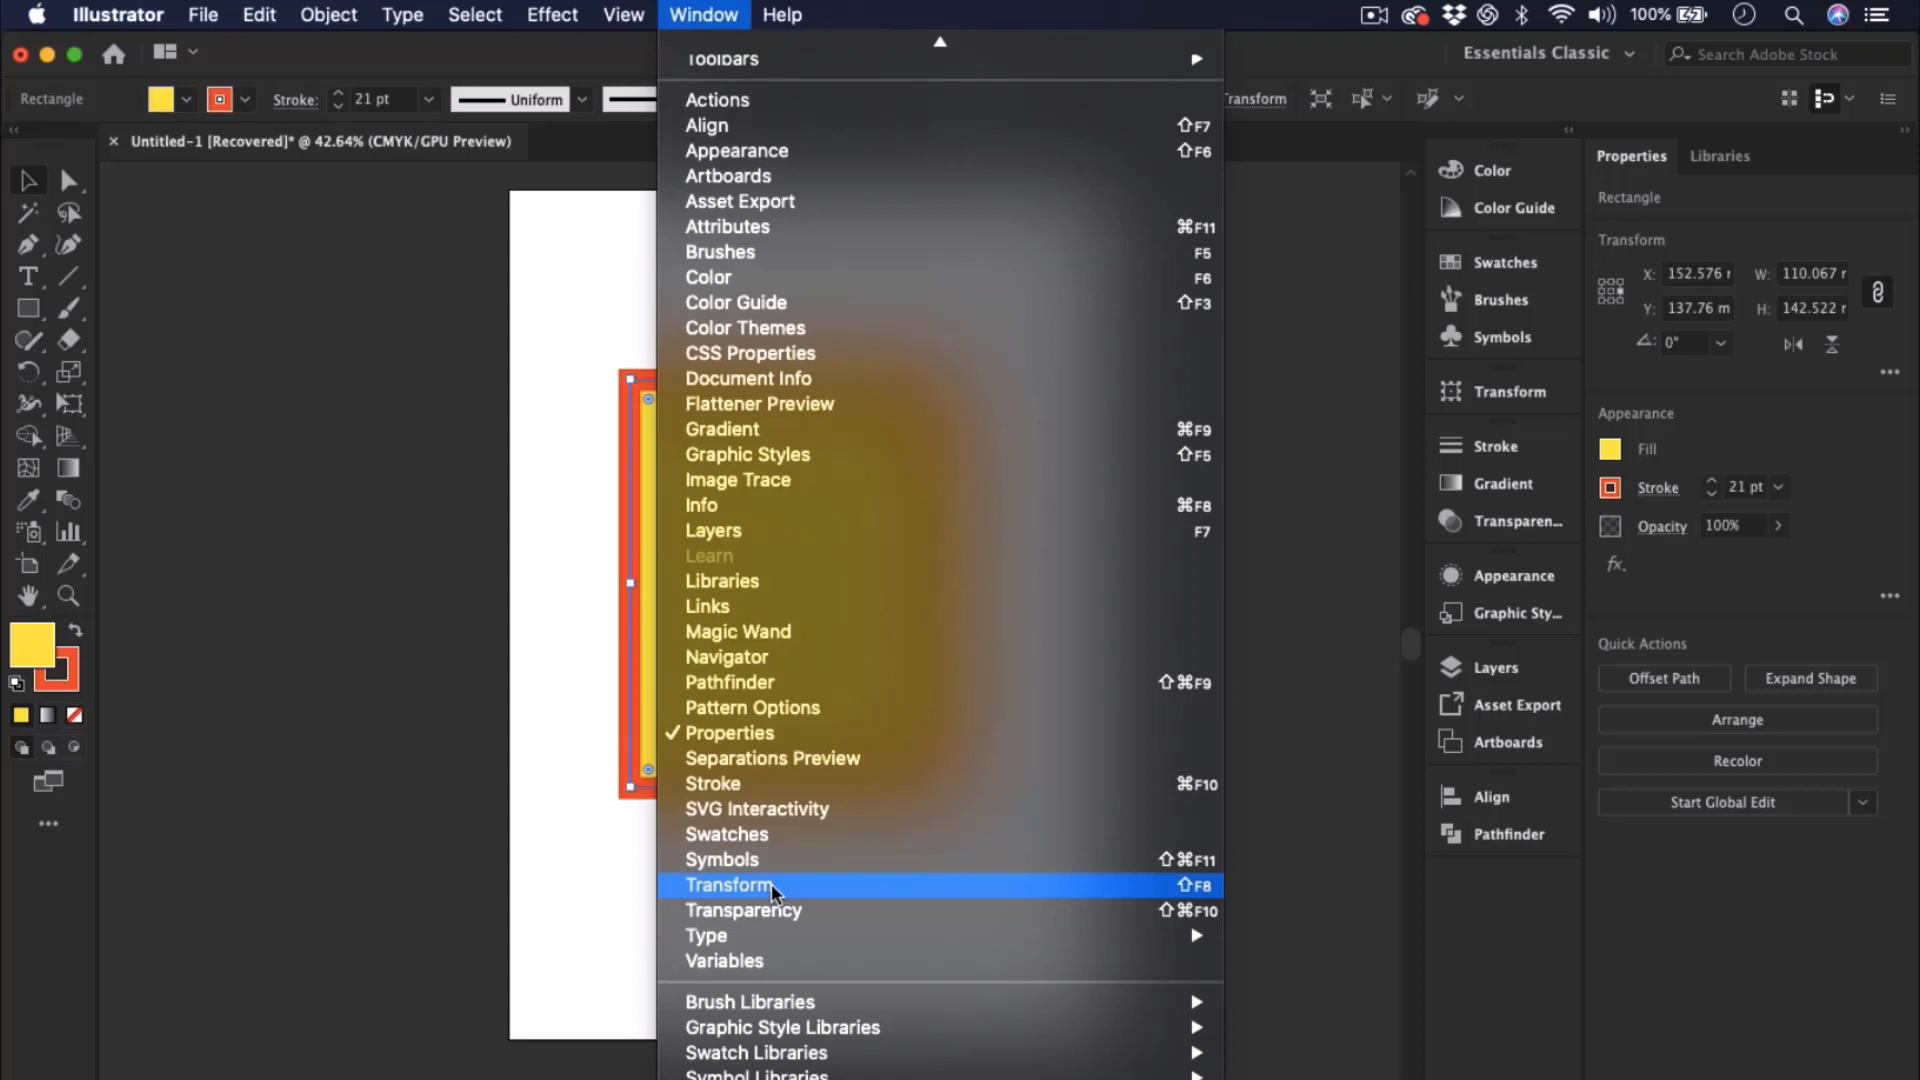 Illustrator File Edit Object Type Select Effect View Window Help 100%
Essentials Classic Search Adobe Stock
Rectangle Stroke: 21 pt Uniform Transform
Untitled-1 [Recovered]* @ 42.64% (CMYK/GPU Preview)
Toolbars
Actions
Align ⇧F7
Appearance ⇧F6
Artboards
Asset Export
Attributes ⌘F11
Brushes F5
Color F6
Color Guide ⇧F3
Color Themes
CSS Properties
Document Info
Flattener Preview
Gradient ⌘F9
Graphic Styles ⇧F5
Image Trace
Info ⌘F8
Layers F7
Learn
Libraries
Links
Magic Wand
Navigator
Pathfinder ⇧⌘F9
Pattern Options
✓ Properties
Separations Preview
Stroke ⌘F10
SVG Interactivity
Swatches
Symbols ⇧⌘F11
Transform ⇧F8
Transparency ⇧⌘F10
Type
Variables
Brush Libraries
Graphic Style Libraries
Swatch Libraries
Symbol Libraries
Color
Color Guide
Swatches
Brushes
Symbols
Transform
Stroke
Gradient
Transparen...
Appearance
Graphic Sty...
Layers
Asset Export
Artboards
Align
Pathfinder
Properties Libraries
Rectangle
Transform
X: 152.576 r W: 110.067 r
Y: 137.76 m H: 142.522 r
0°
Appearance
Fill
Stroke 21 pt
Opacity 100%
fx.
Quick Actions
Offset Path Expand Shape
Arrange
Recolor
Start Global Edit